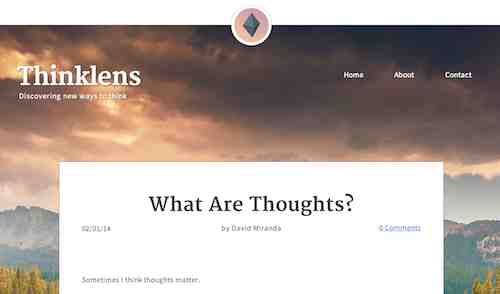 Thinklens
Discovering new ways to think
Home About Contact
What Are Thoughts?
02/01/14 by David Miranda 6 Comments
Sometimes I think thoughts matter.